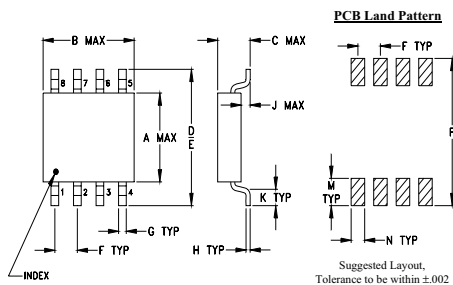 PCB Land Pattern
B MAX
C MAX
F TYP
8 7 6 5
J MAX
A MAX
D
E
P
1 2 3 4
K TYP
M
TYP
G TYP
F TYP
H TYP
N TYP
INDEX
Suggested Layout,
Tolerance to be within ±.002